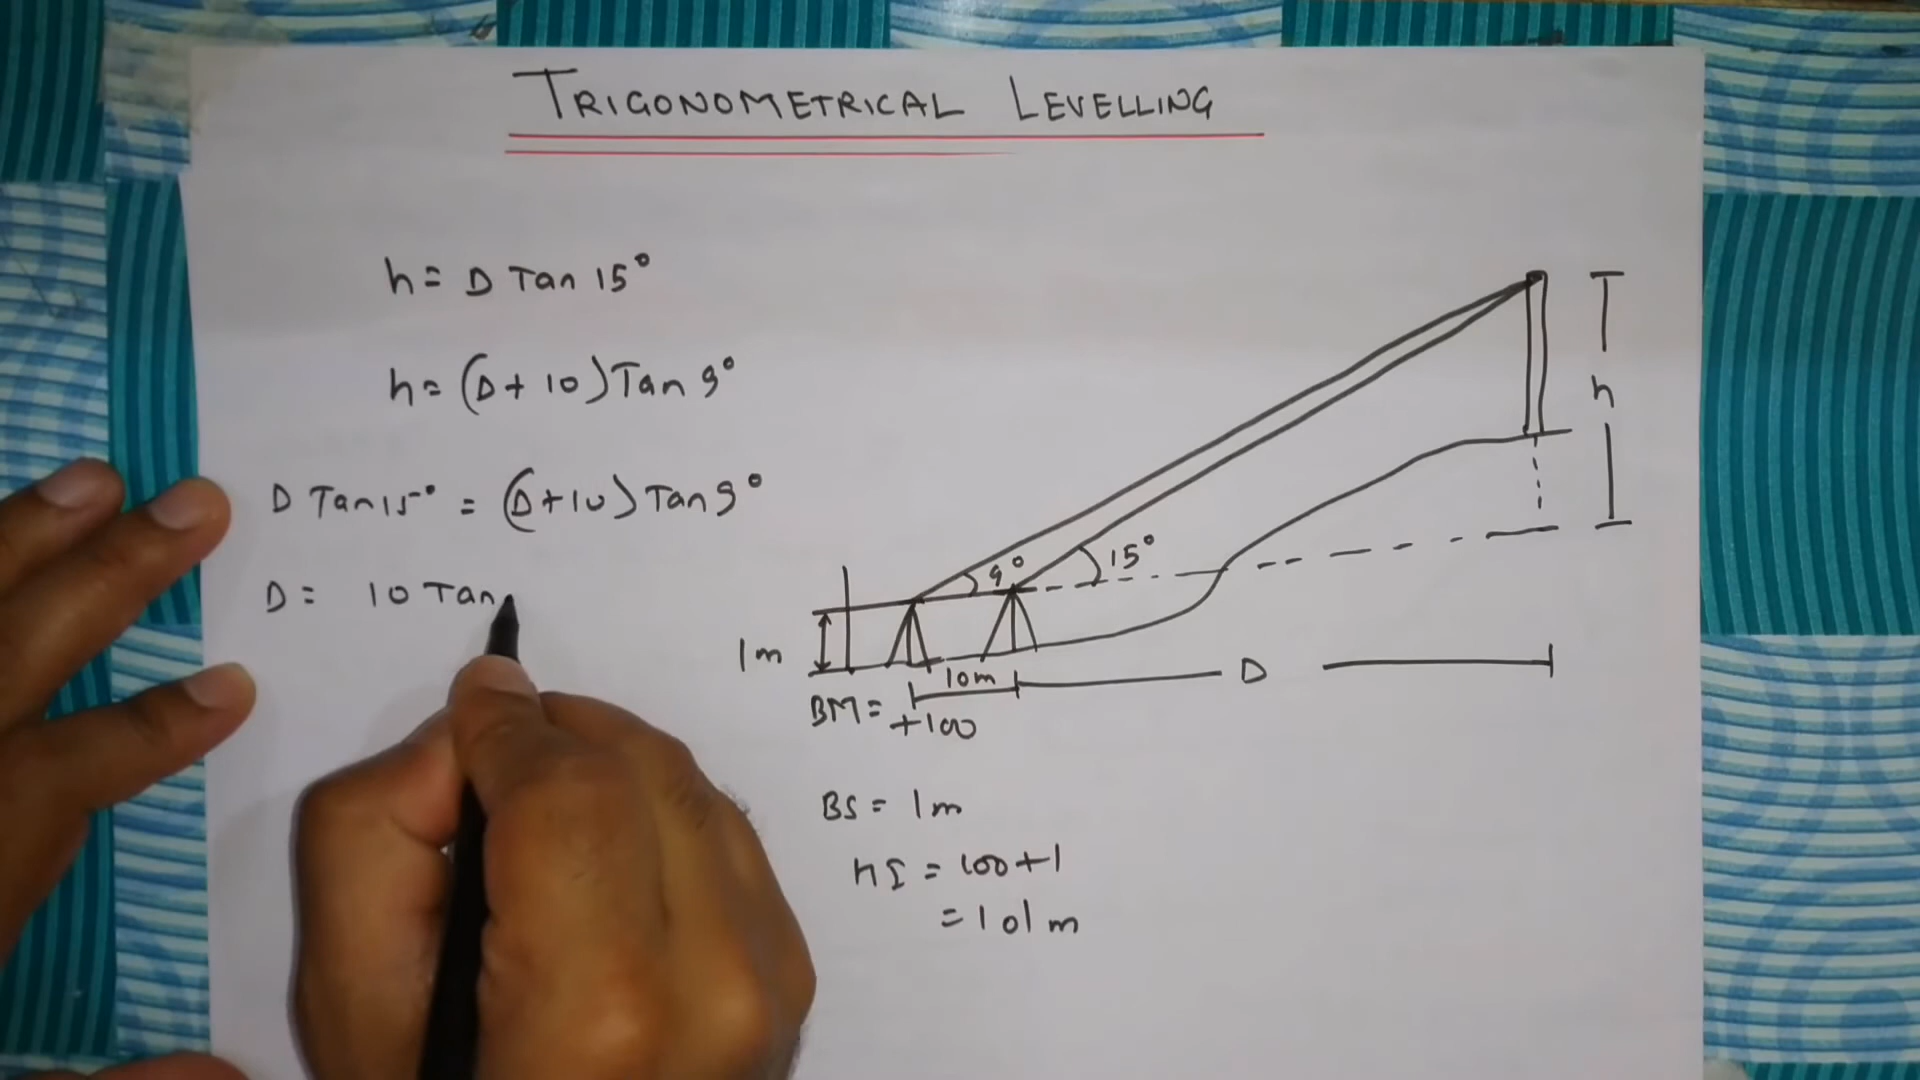 TRIGONOMETRICAL LEVELLING
h = D Tan 15°
h = (D + 10) Tan 9°
D Tan 15° = (D+10) Tan 9°
D = 10 Tan
9°
15°
h
1m
10m
D
BM = +100
BS = 1m
HI = 100+1
= 101m